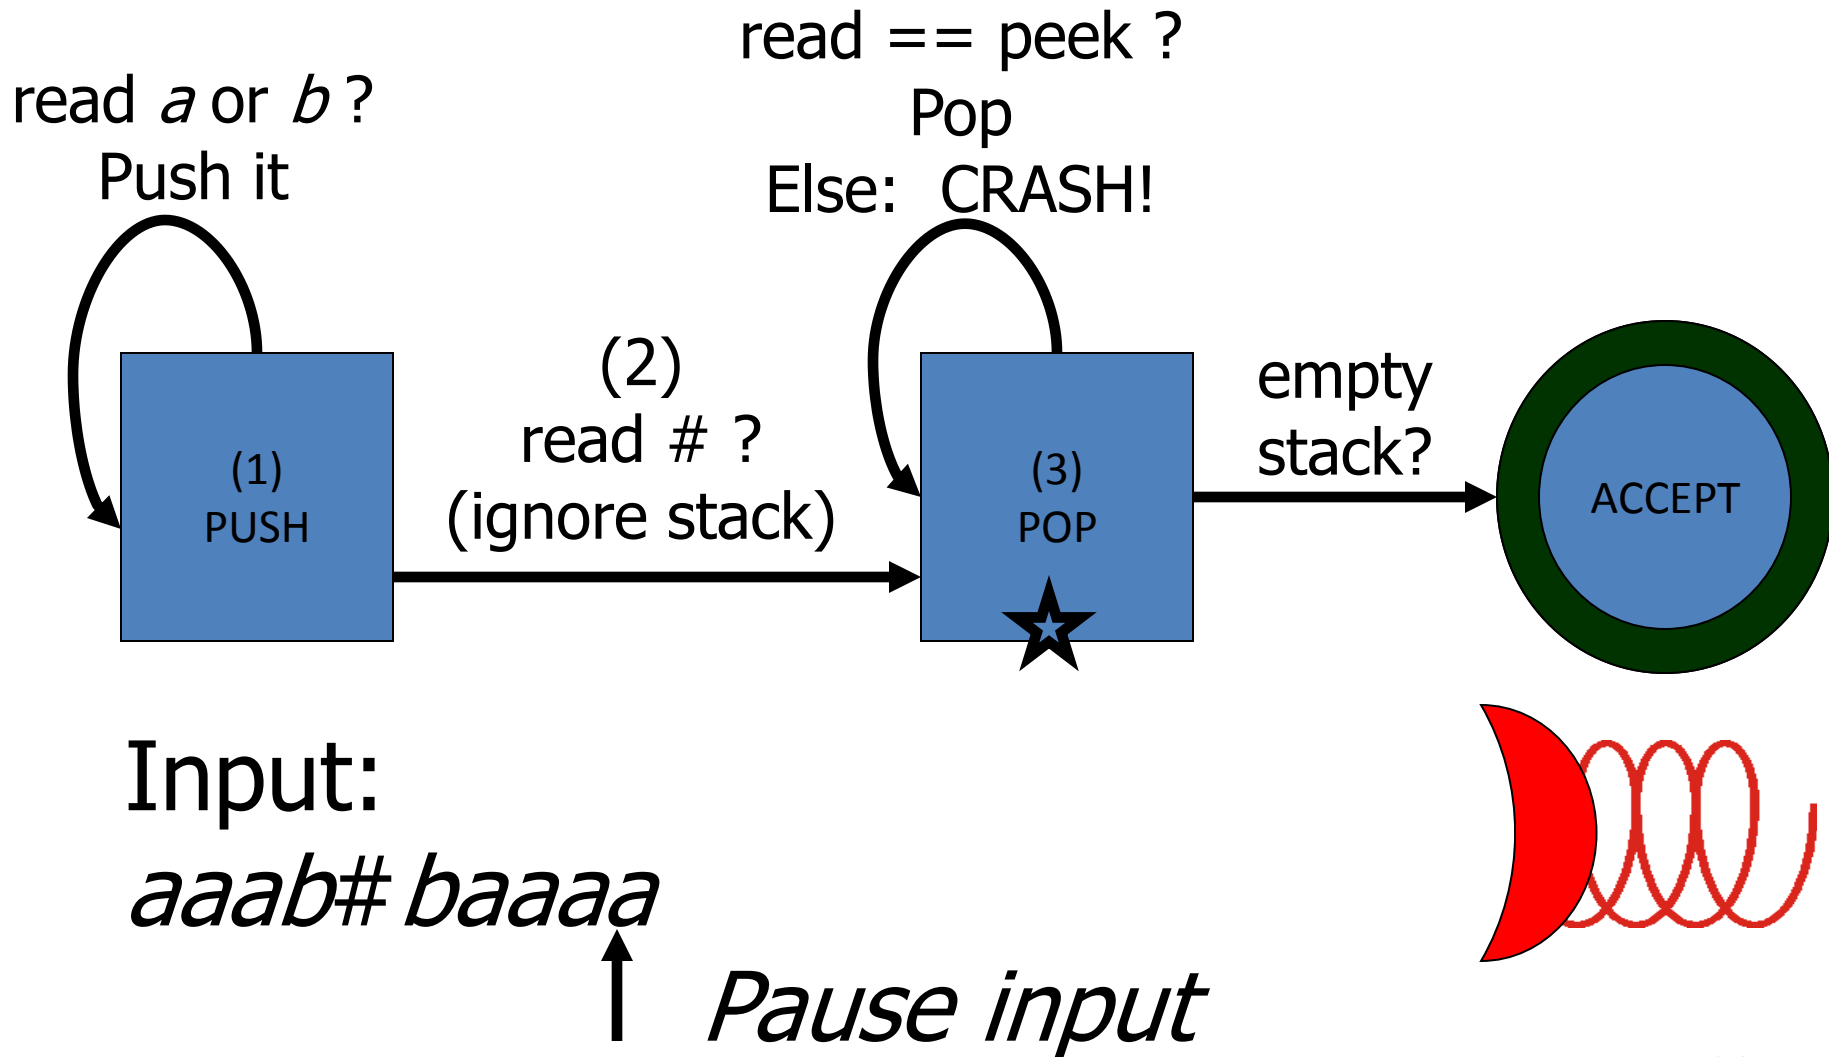 read a or b ?
Push it
read == peek ?
Pop
Else: CRASH!
(1)
PUSH
(2)
read # ?
(ignore stack)
(3)
POP
empty
stack?
ACCEPT
Input:
aaab#baaaa
Pause input